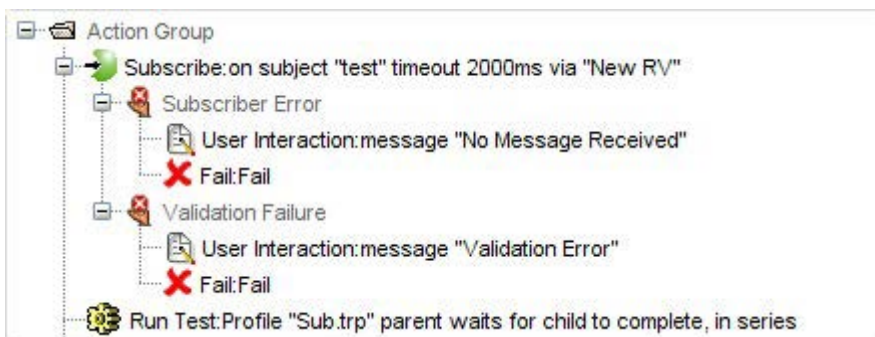 Action Group
Subscribe:on subject "test" timeout 2000ms via "New RV"
Subscriber Error
User Interaction:message "No Message Received"
Fail:Fail
Validation Failure
User Interaction:message "Validation Error"
Fail:Fail
Run Test:Profile "Sub.trp" parent waits for child to complete, in series